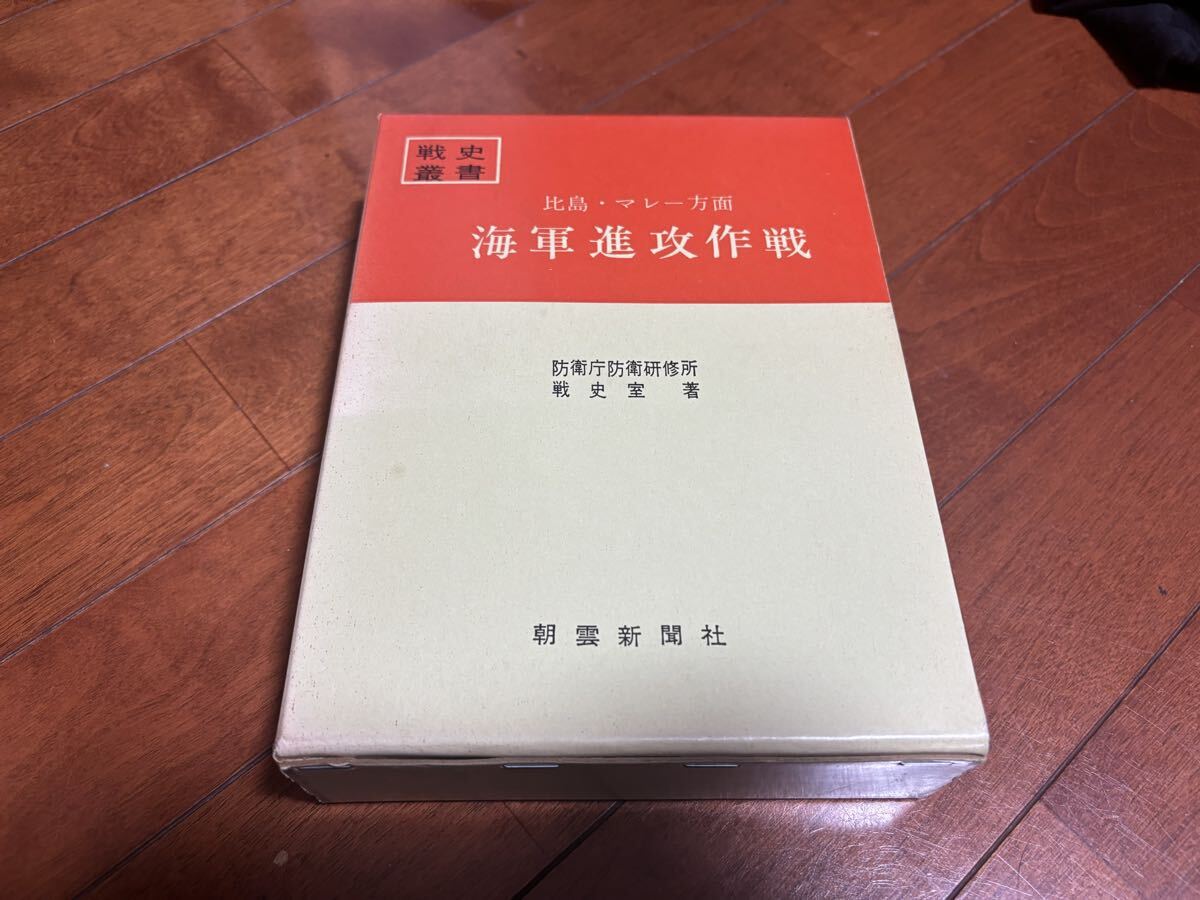 戦史
叢書
比島・マレー方面
海軍進攻作戦
防衛庁防衛研修所
戦史室 著
朝雲新聞社